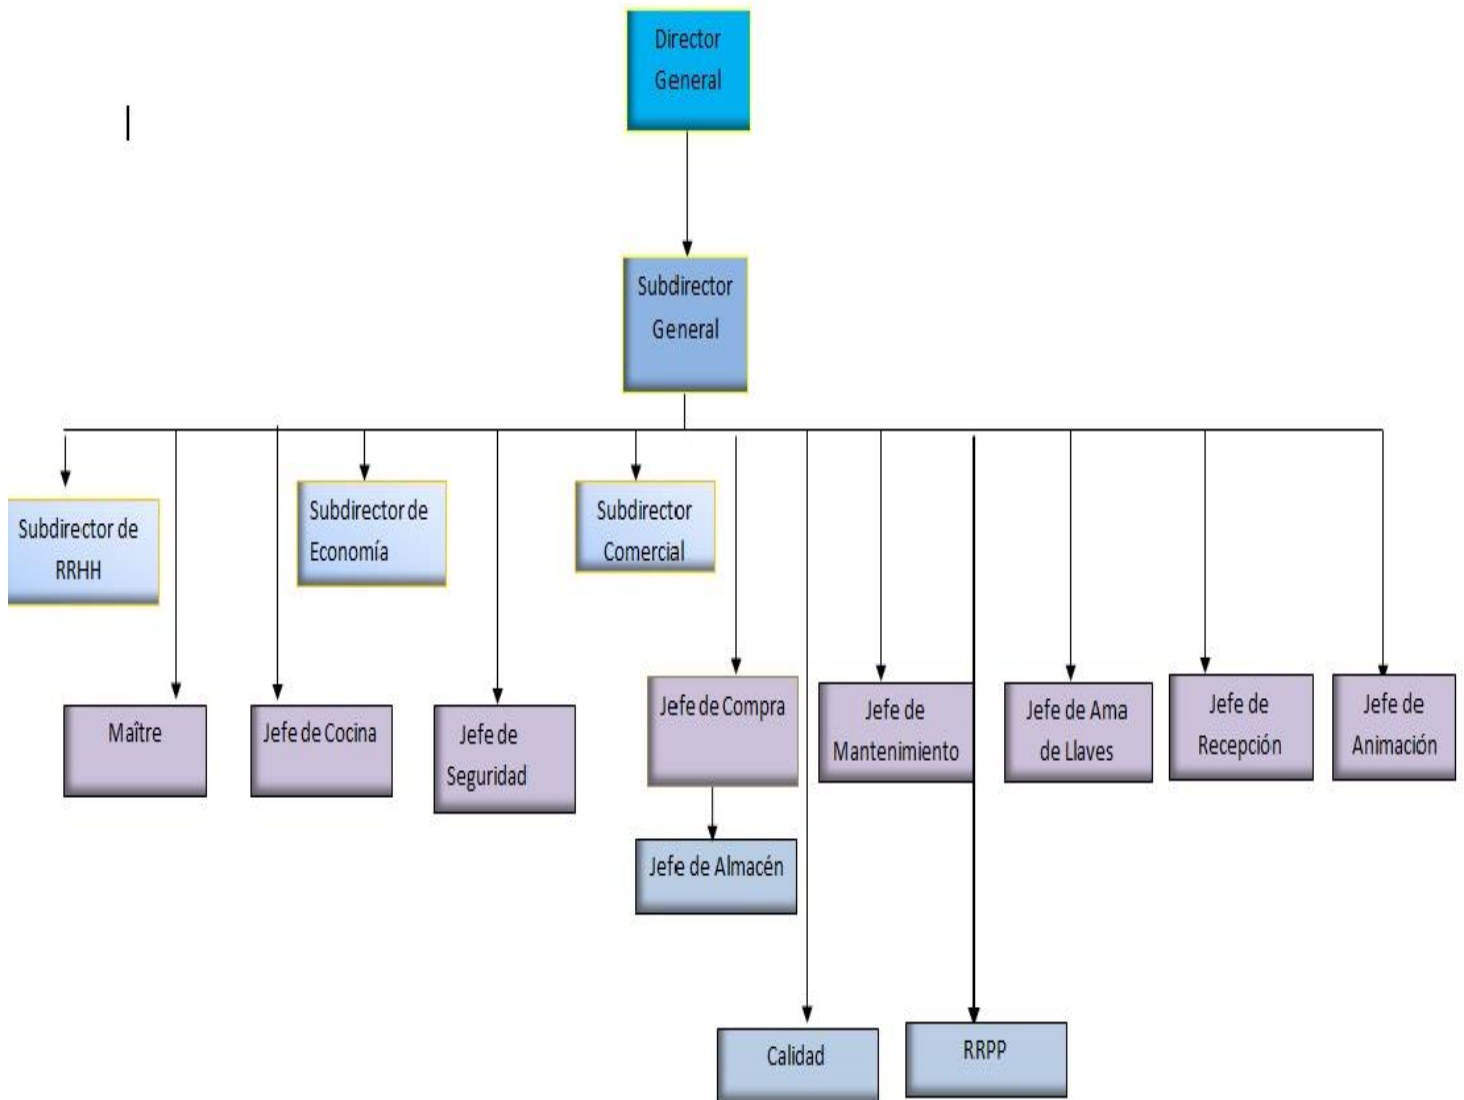 Director
General
Subdirector
General
Subdirector de
RRHH
Subdirector de
Economía
Subdirector
Comercial
Maître
Jefe de Cocina
Jefe de
Seguridad
Jefe de Compra
Jefe de
Mantenimiento
Jefe de Ama
de Llaves
Jefe de
Recepción
Jefe de
Animación
Jefe de Almacén
Calidad
RRPP